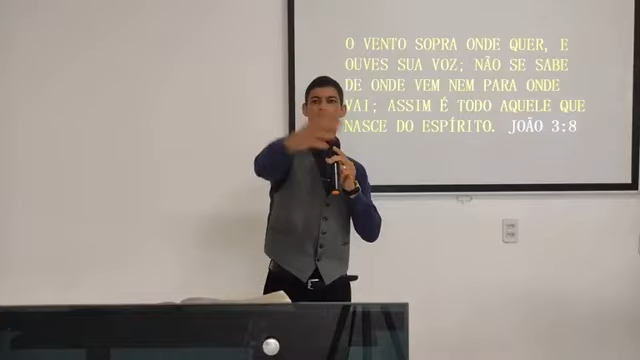 O VENTO SOPRA ONDE QUER, E
OUVES SUA VOZ; NÃO SE SABE
DE ONDE VEM NEM PARA ONDE
VAI; ASSIM É TODO AQUELE QUE
NASCE DO ESPÍRITO. JOÃO 3:8